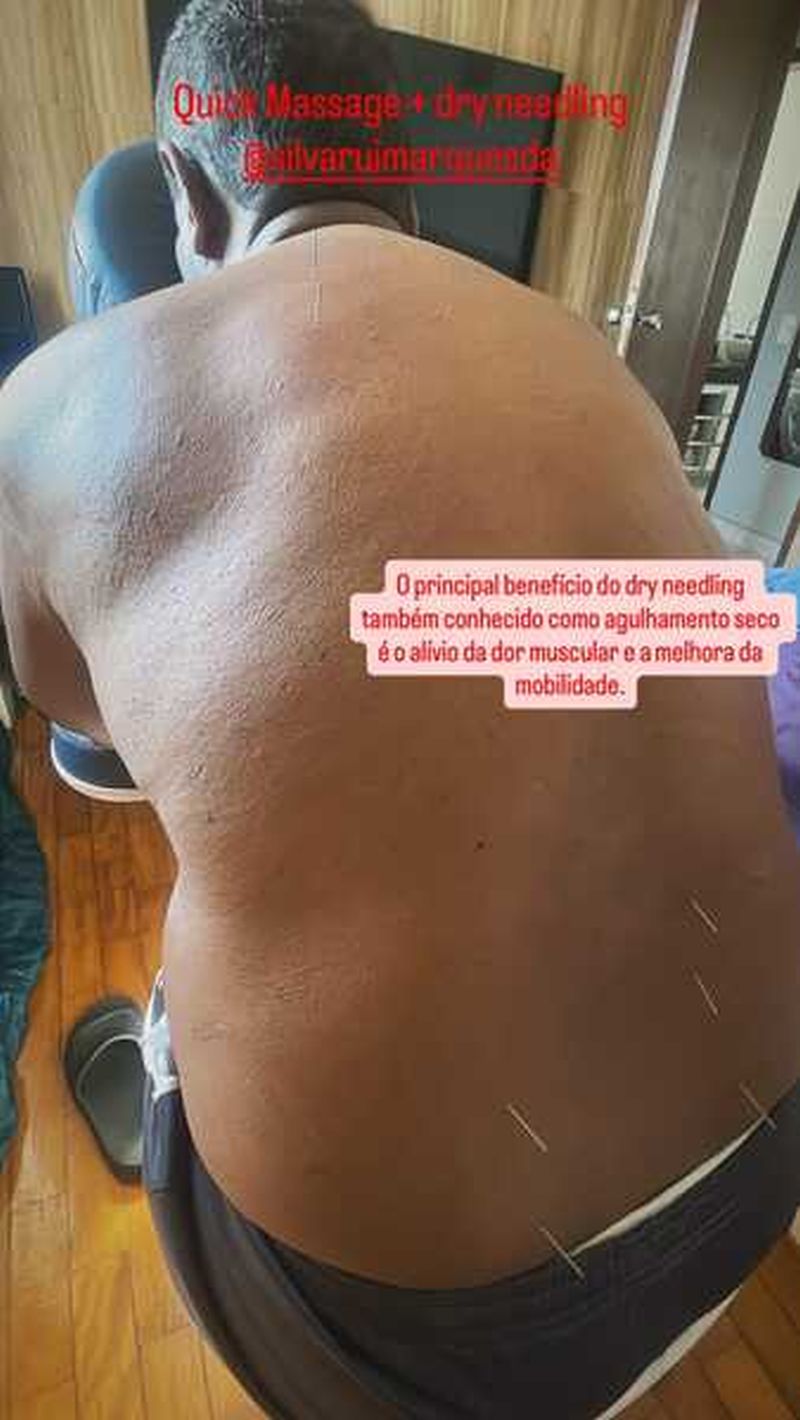 Quick Massage + dry needling
O principal benefício do dry needling
também conhecido como agulhamento seco
é o alívio da dor muscular e a melhora da
mobilidade.